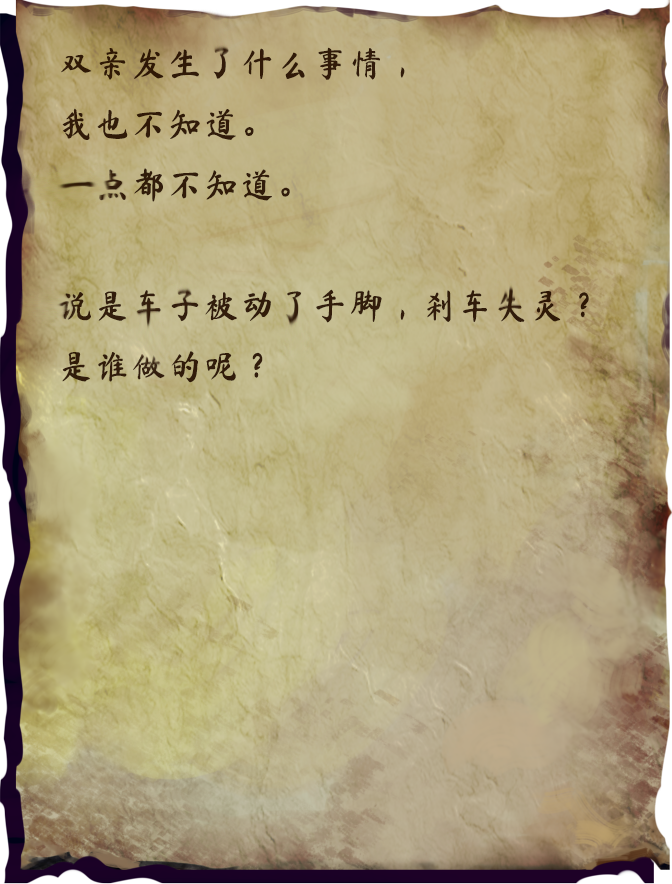 双亲发生了什么事情，
我也不知道。
一点都不知道。
说是车子被动了手脚，刹车失灵？
是谁做的呢？